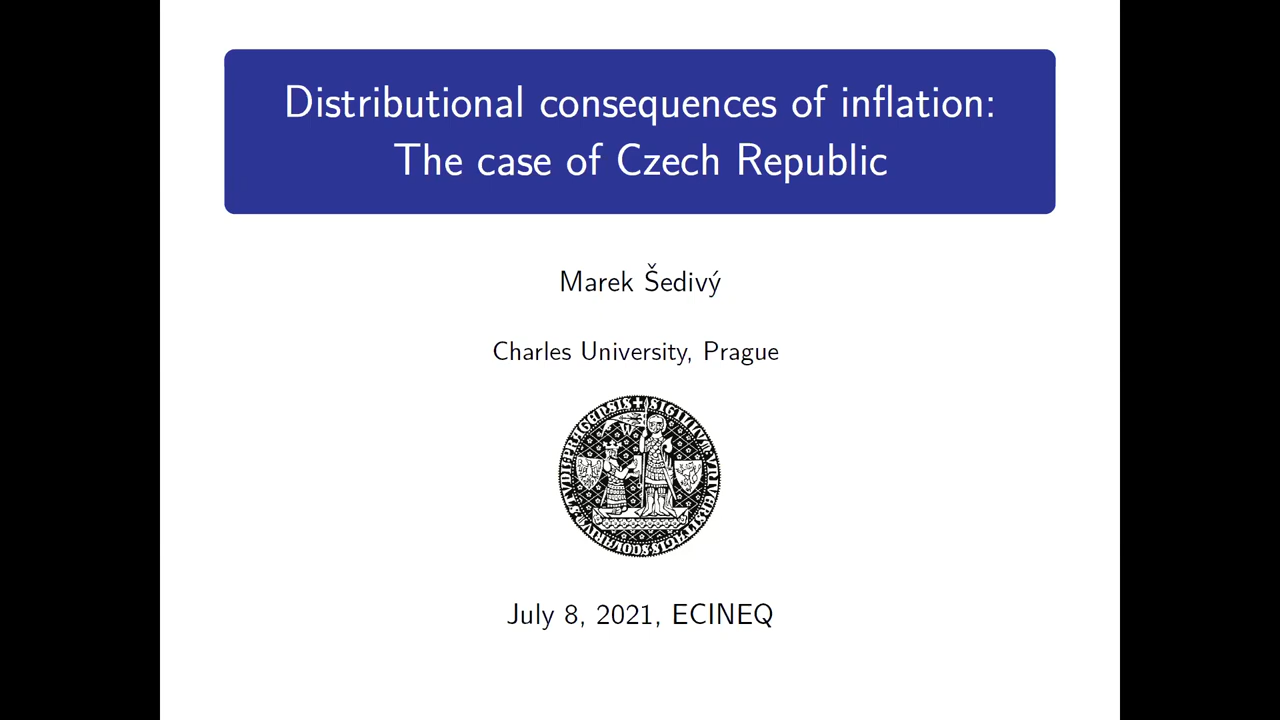 Distributional consequences of inflation:
The case of Czech Republic
Marek Šedivý
Charles University, Prague
July 8, 2021, ECINEQ